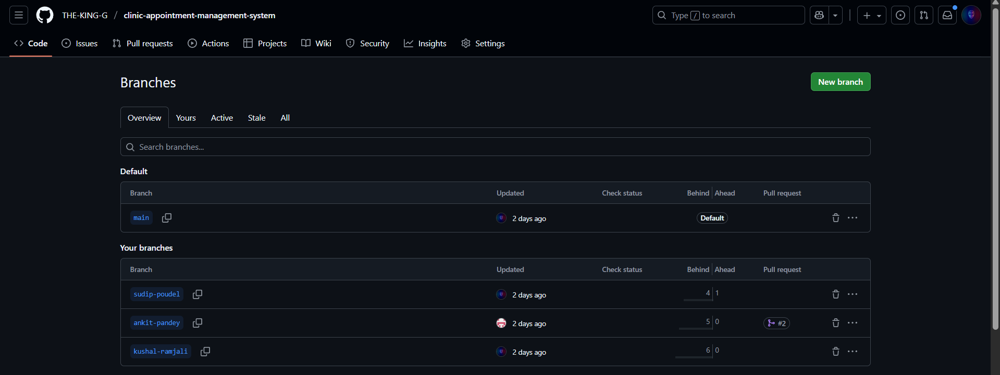 THE-KING-G / clinic-appointment-management-system
Type / to search
Code Issues Pull requests Actions Projects Wiki Security Insights Settings
Branches
New branch
Overview Yours Active Stale All
Search branches...
Default
Branch Updated Check status Behind Ahead Pull request
main 2 days ago Default
Your branches
Branch Updated Check status Behind Ahead Pull request
sudip-poudel 2 days ago 4 1
ankit-pandey 2 days ago 5 0 #2
kushal-ramjali 2 days ago 6 0